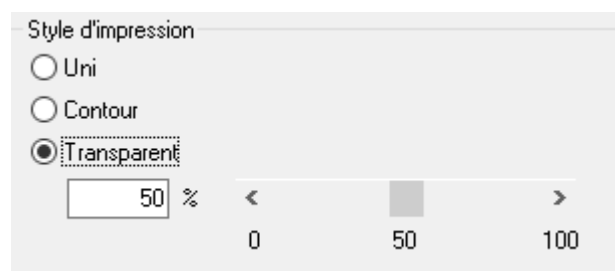 Style d'impression
Uni
Contour
Transparent
50 %
0 50 100